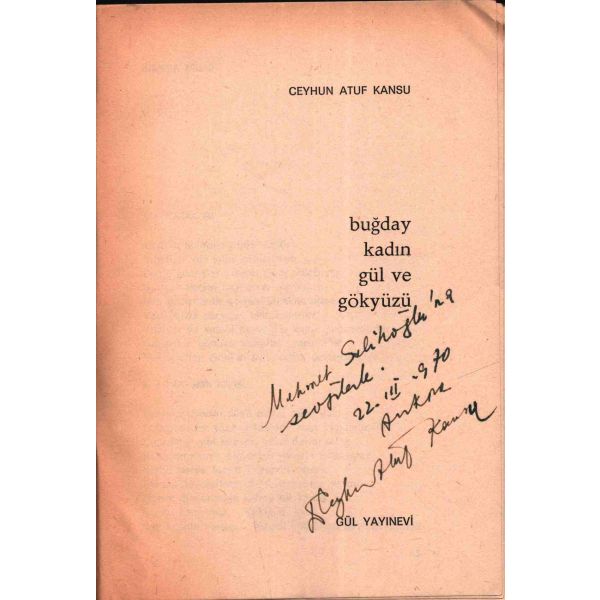 CEYHUN ATUF KANSU
buğday
kadın
gül ve
gökyüzü
Mehmet Salihoğlu'na
sevgilerle.
22.III.970
Ankara
Ceyhun Atuf Kansu
GÜL YAYINEVİ